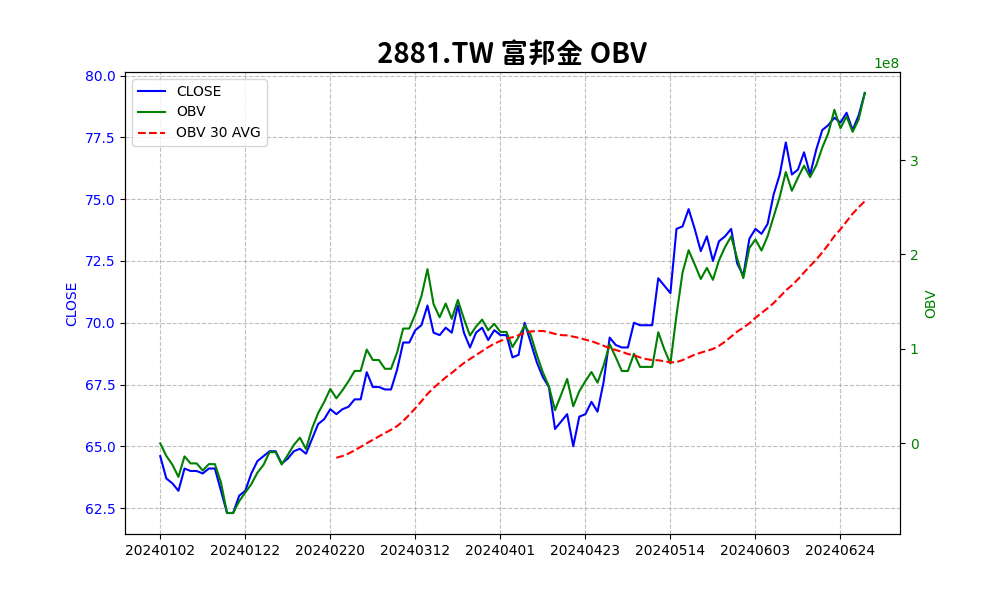 2881.TW 富邦金 OBV
1e8
CLOSE
OBV
OBV 30 AVG
80.0
77.5
75.0
72.5
70.0
67.5
65.0
62.5
CLOSE
3
2
1
0
OBV
20240102 20240122 20240220 20240312 20240401 20240423 20240514 20240603 20240624